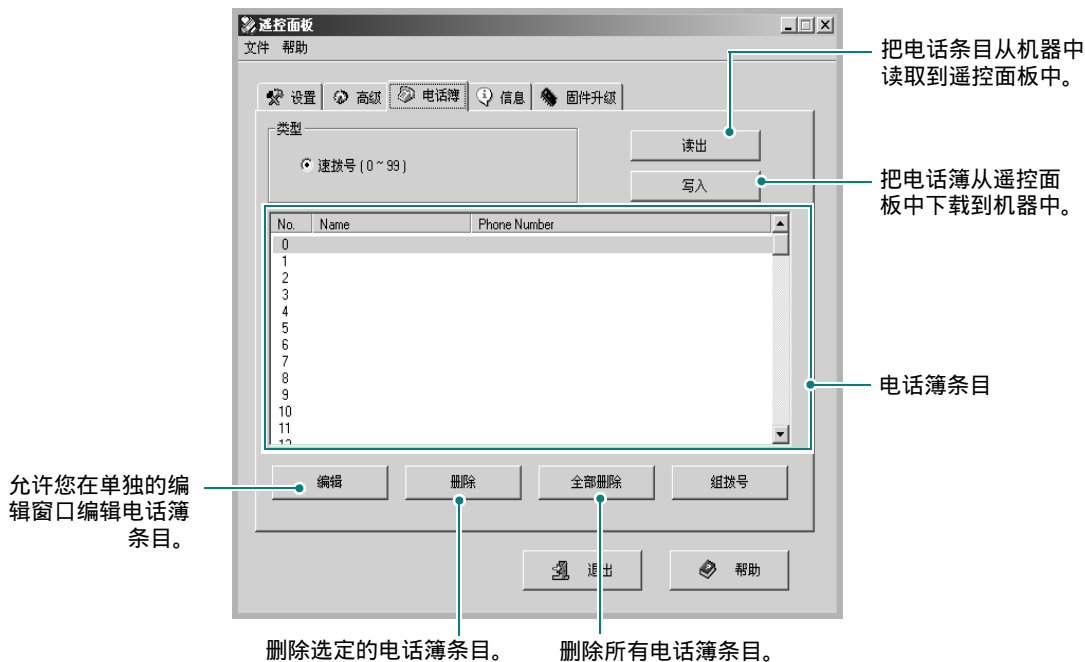 遥控面板
文件 帮助
设置 高级 电话簿 信息 固件升级
类型
速拨号 ( 0 ~ 99 )
读出
写入
No. Name Phone Number
0
1
2
3
4
5
6
7
8
9
10
11
12
编辑 删除 全部删除 组拨号
退出 帮助
把电话条目从机器中
读取到遥控面板中。
把电话簿从遥控面
板中下载到机器中。
电话簿条目
允许您在单独的编
辑窗口编辑电话薄
条目。
删除选定的电话簿条目。
删除所有电话簿条目。